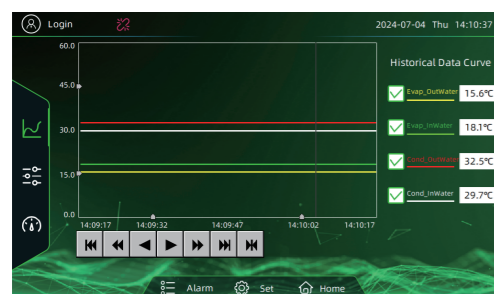 Login
2024-07-04 Thu 14:10:37
Historical Data Curve
60.0
45.0
30.0
15.0
0.0
14:09:17 14:09:32 14:09:47 14:10:02 14:10:17
Evap_OutWater 15.6℃
Evap_InWater 18.1℃
Cond_OutWater 32.5℃
Cond_InWater 29.7℃
Alarm Set Home